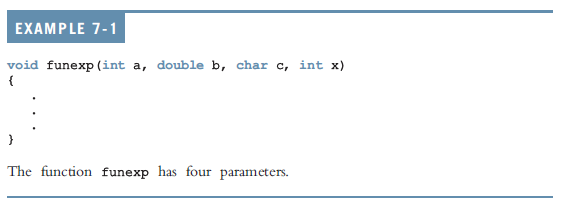 EXAMPLE 7-1
void funexp(int a, double b, char c, int x)
{
.
.
.
}
The function funexp has four parameters.